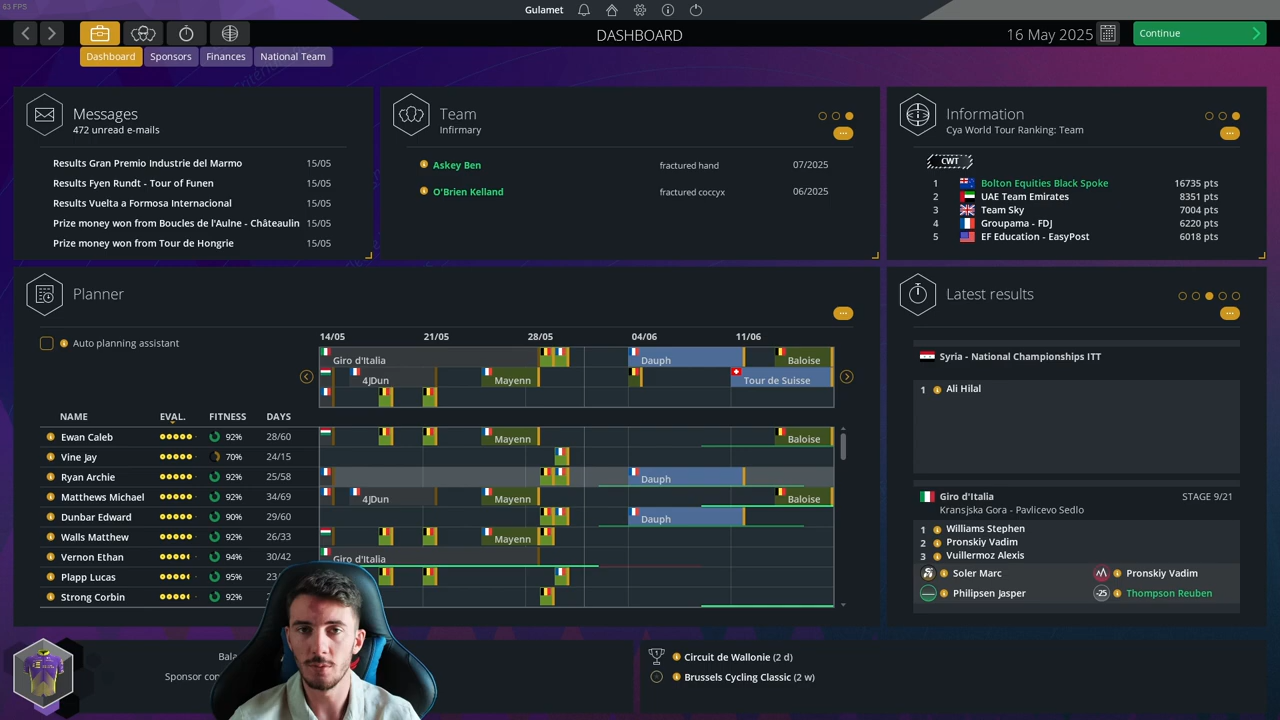 63 FPS
Gulamet
DASHBOARD
16 May 2025
Continue
Dashboard
Sponsors
Finances
National Team
Messages
472 unread e-mails
Results Gran Premio Industrie del Marmo 15/05
Results Fyen Rundt - Tour of Funen 15/05
Results Vuelta a Formosa Internacional 15/05
Prize money won from Boucles de l'Aulne - Châteaulin 15/05
Prize money won from Tour de Hongrie 15/05
Team
Infirmary
Askey Ben fractured hand 07/2025
O'Brien Kelland fractured coccyx 06/2025
Information
Cya World Tour Ranking: Team
CWT
1 Bolton Equities Black Spoke 16735 pts
2 UAE Team Emirates 8351 pts
3 Team Sky 7004 pts
4 Groupama - FDJ 6220 pts
5 EF Education - EasyPost 6018 pts
Planner
Auto planning assistant
14/05 21/05 28/05 04/06 11/06
Giro d'Italia Dauph Baloise
4JDun Mayenn Tour de Suisse
NAME EVAL. FITNESS DAYS
Ewan Caleb 92% 28/60 Mayenn Baloise
Vine Jay 70% 24/15
Ryan Archie 92% 25/58 Dauph
Matthews Michael 92% 34/69 4JDun Mayenn Baloise
Dunbar Edward 90% 29/60 Dauph
Walls Matthew 92% 26/33 Mayenn
Vernon Ethan 94% 30/42 Giro d'Italia
Plapp Lucas 95% 23
Strong Corbin 92%
Latest results
Syria - National Championships ITT
1 Ali Hilal
Giro d'Italia STAGE 9/21
Kransjska Gora - Pavlicevo Sedlo
1 Williams Stephen
2 Pronskiy Vadim
3 Vuillermoz Alexis
Soler Marc Pronskiy Vadim
Philipsen Jasper -25 Thompson Reuben
Bala
Sponsor con
Circuit de Wallonie (2 d)
Brussels Cycling Classic (2 w)